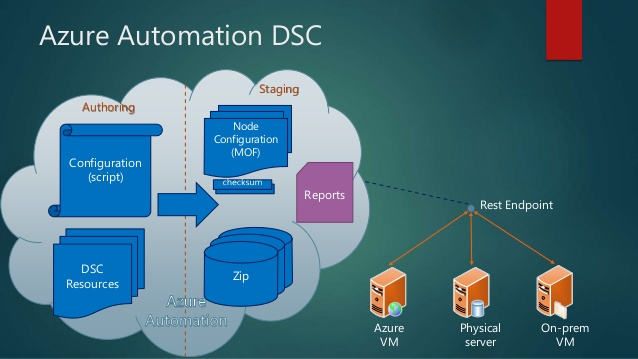 Azure Automation DSC
Authoring
Staging
Configuration
(script)
Node
Configuration
(MOF)
checksum
Reports
DSC
Resources
Zip
Azure
Automation
Rest Endpoint
Azure
VM
Physical
server
On-prem
VM